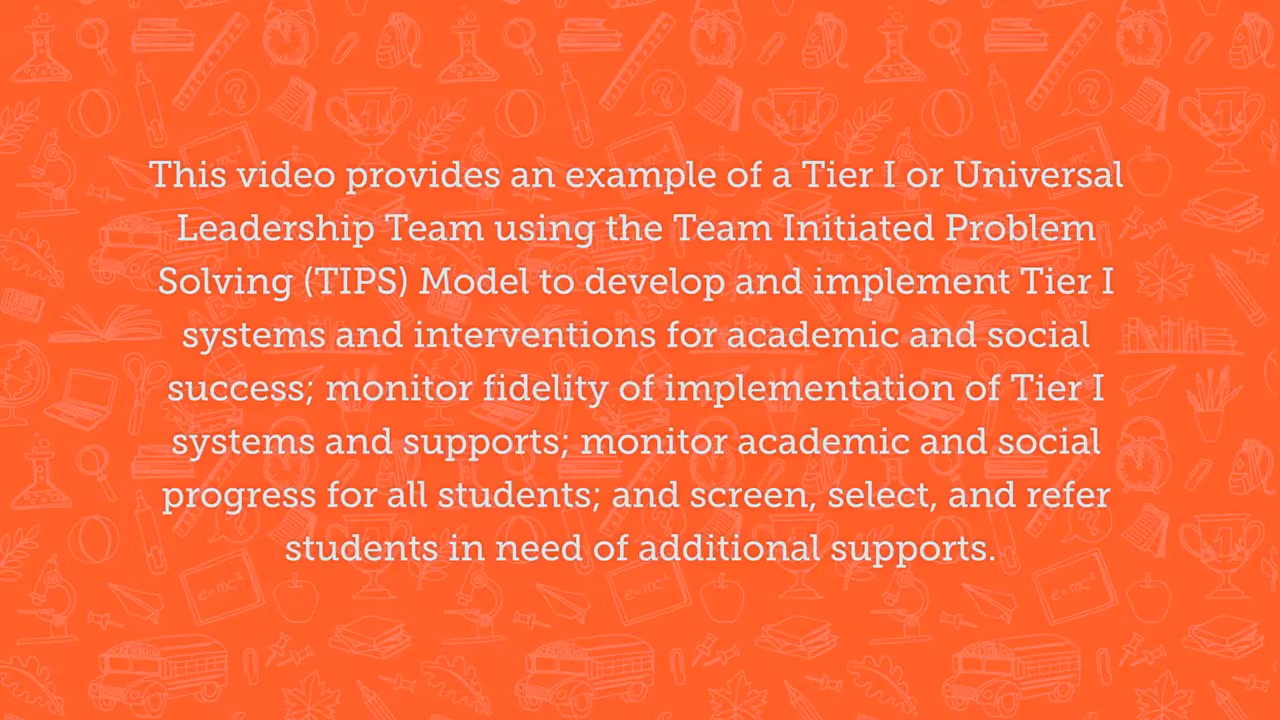 This video provides an example of a Tier I or Universal
Leadership Team using the Team Initiated Problem
Solving (TIPS) Model to develop and implement Tier I
systems and interventions for academic and social
success; monitor fidelity of implementation of Tier I
systems and supports; monitor academic and social
progress for all students; and screen, select, and refer
students in need of additional supports.